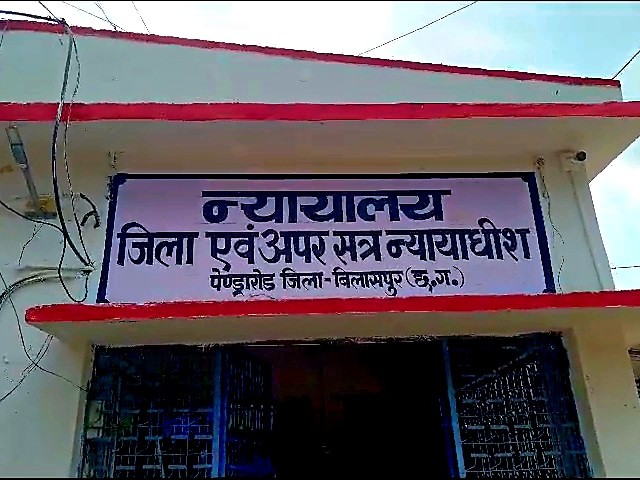 न्यायालय
जिला एवं अपर सत्र न्यायाधीश
पेण्ड्रारोड जिला-बिलासपुर (छ.ग.)